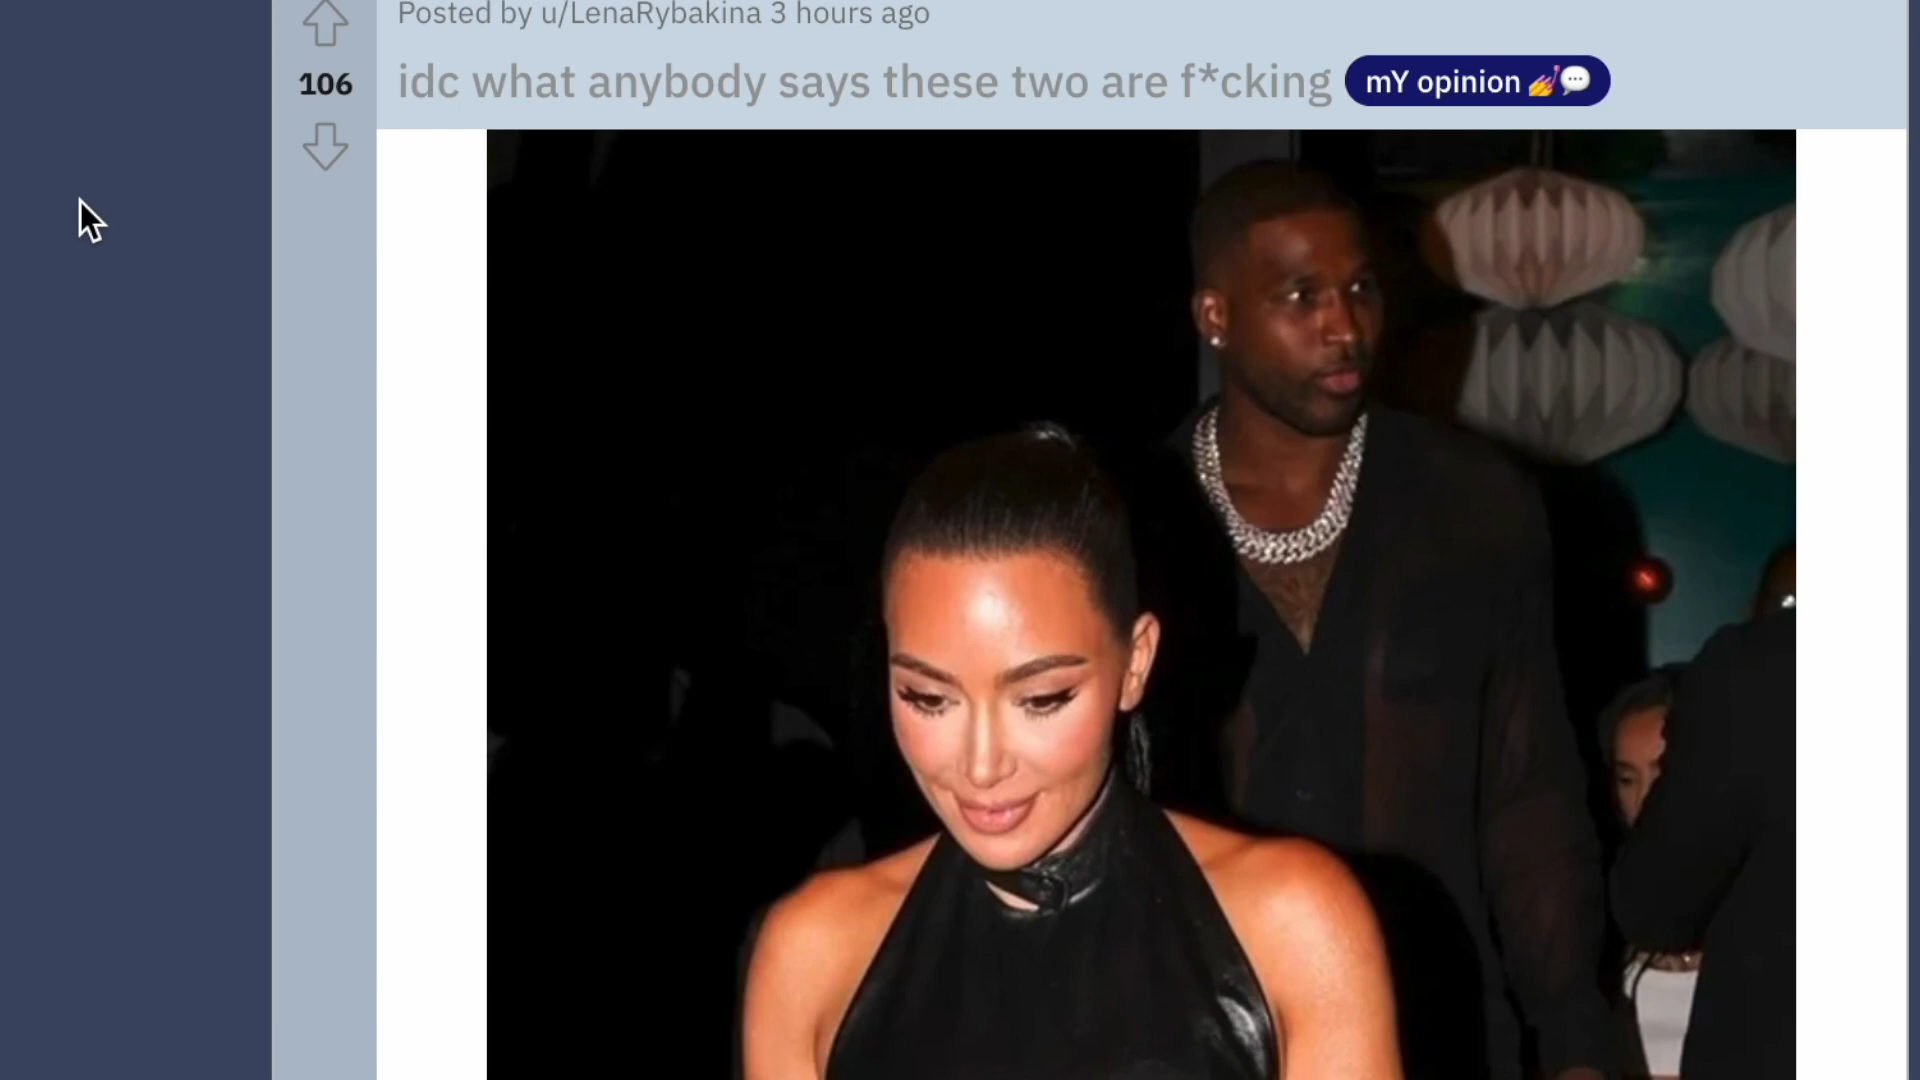 Posted by u/LenaRybakina 3 hours ago
106
idc what anybody says these two are f*cking mY opinion 💅💬